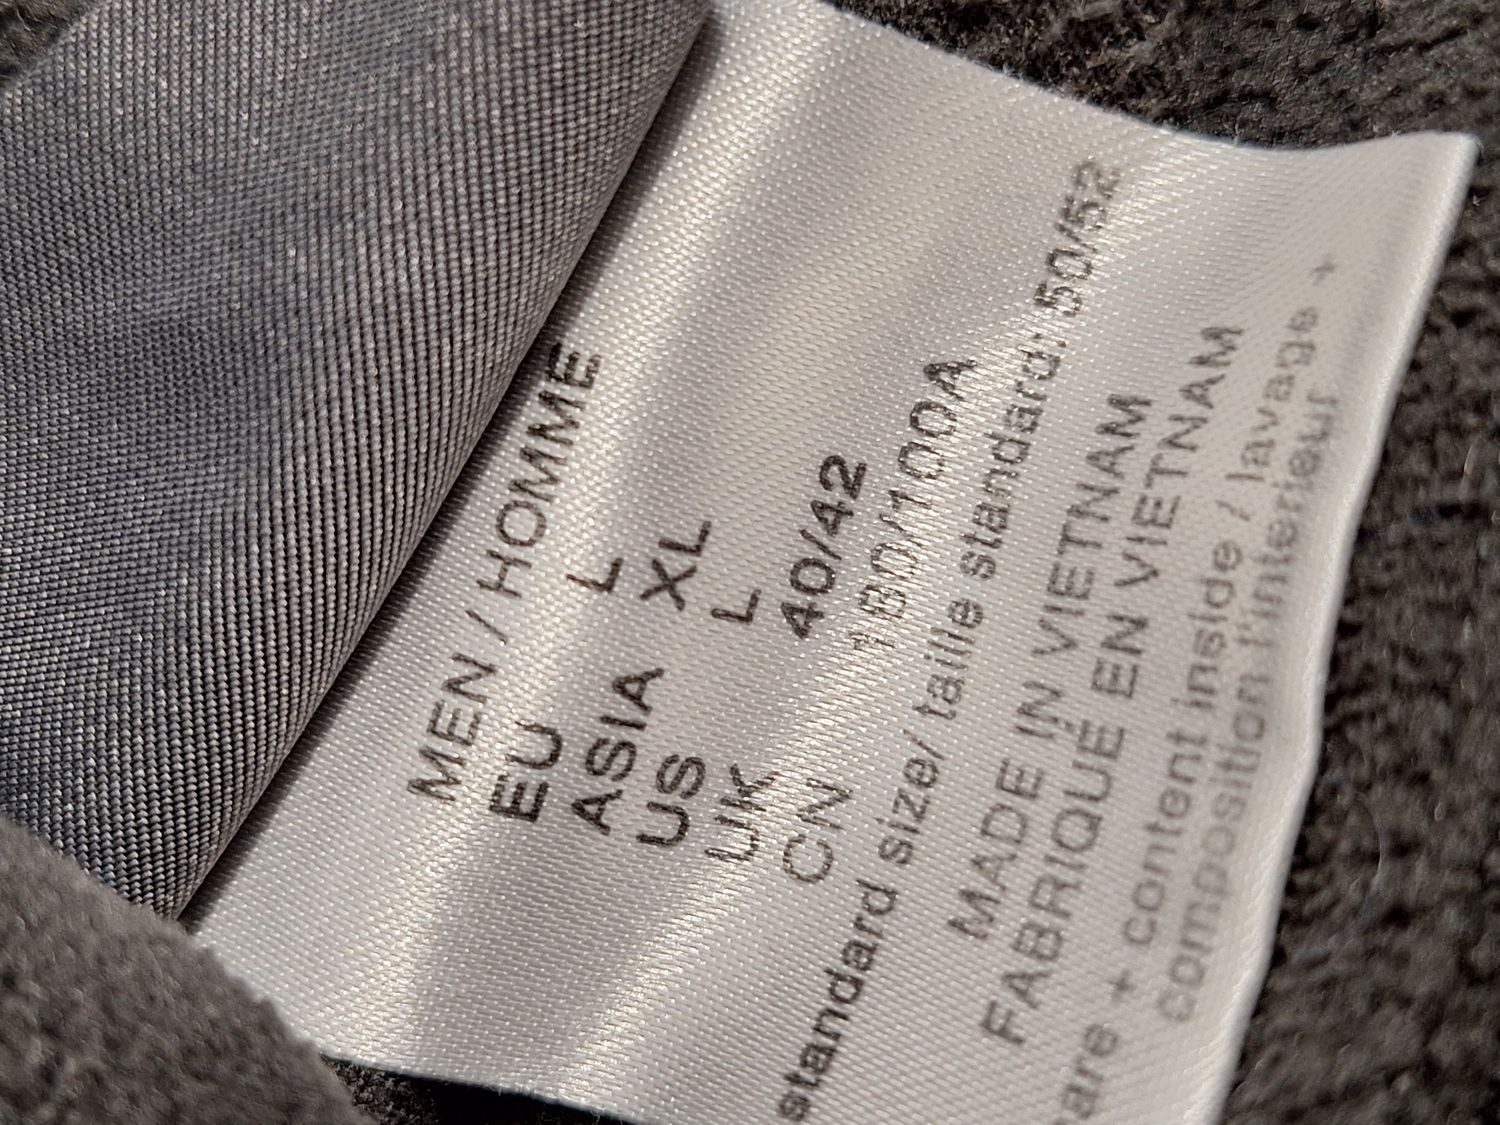 MEN / HOMME
EU L
ASIA XL
US L
UK 40/42
CN 180/100A
standard size/ taille standard: 50/52
MADE IN VIETNAM
FABRIQUÉ EN VIETNAM
+ content inside / lavage +
composition l'intérieur